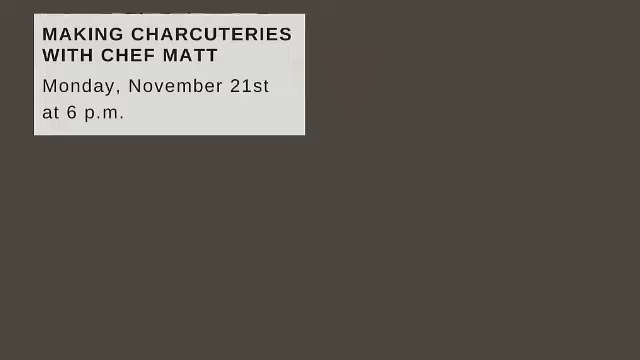 MAKING CHARCUTERIES
WITH CHEF MATT
Monday, November 21st
at 6 p.m.